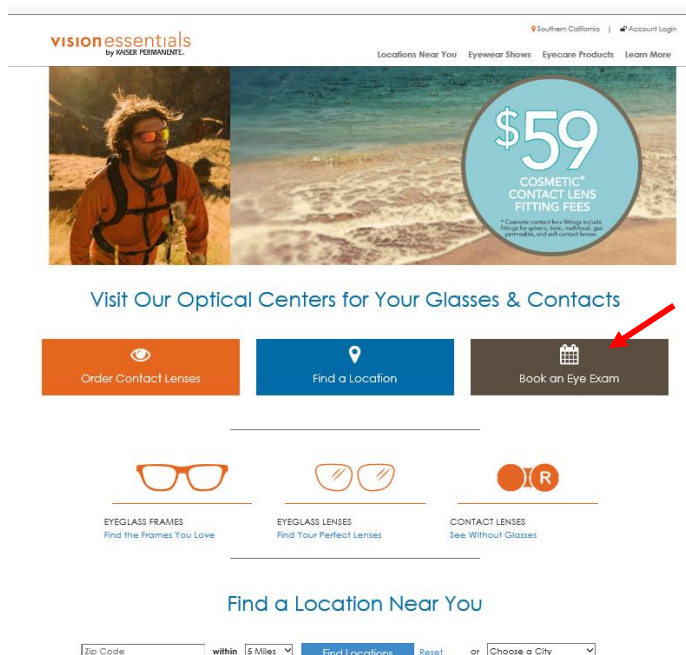 Southern California | Account Login
vision essentials
by KAISER PERMANENTE.
Locations Near You Eyewear Shows Eyecare Products Learn More
$59
COSMETIC*
CONTACT LENS
FITTING FEES
* Cosmetic contact lens fittings include
fittings for spheric, toric, multifocal, gas
permeable, and soft contact lenses.
Visit Our Optical Centers for Your Glasses & Contacts
Order Contact Lenses
Find a Location
Book an Eye Exam
R
EYEGLASS FRAMES
Find the Frames You Love
EYEGLASS LENSES
Find Your Perfect Lenses
CONTACT LENSES
See Without Glasses
Find a Location Near You
Zip Code within 5 Miles Find Locations Reset or Choose a City